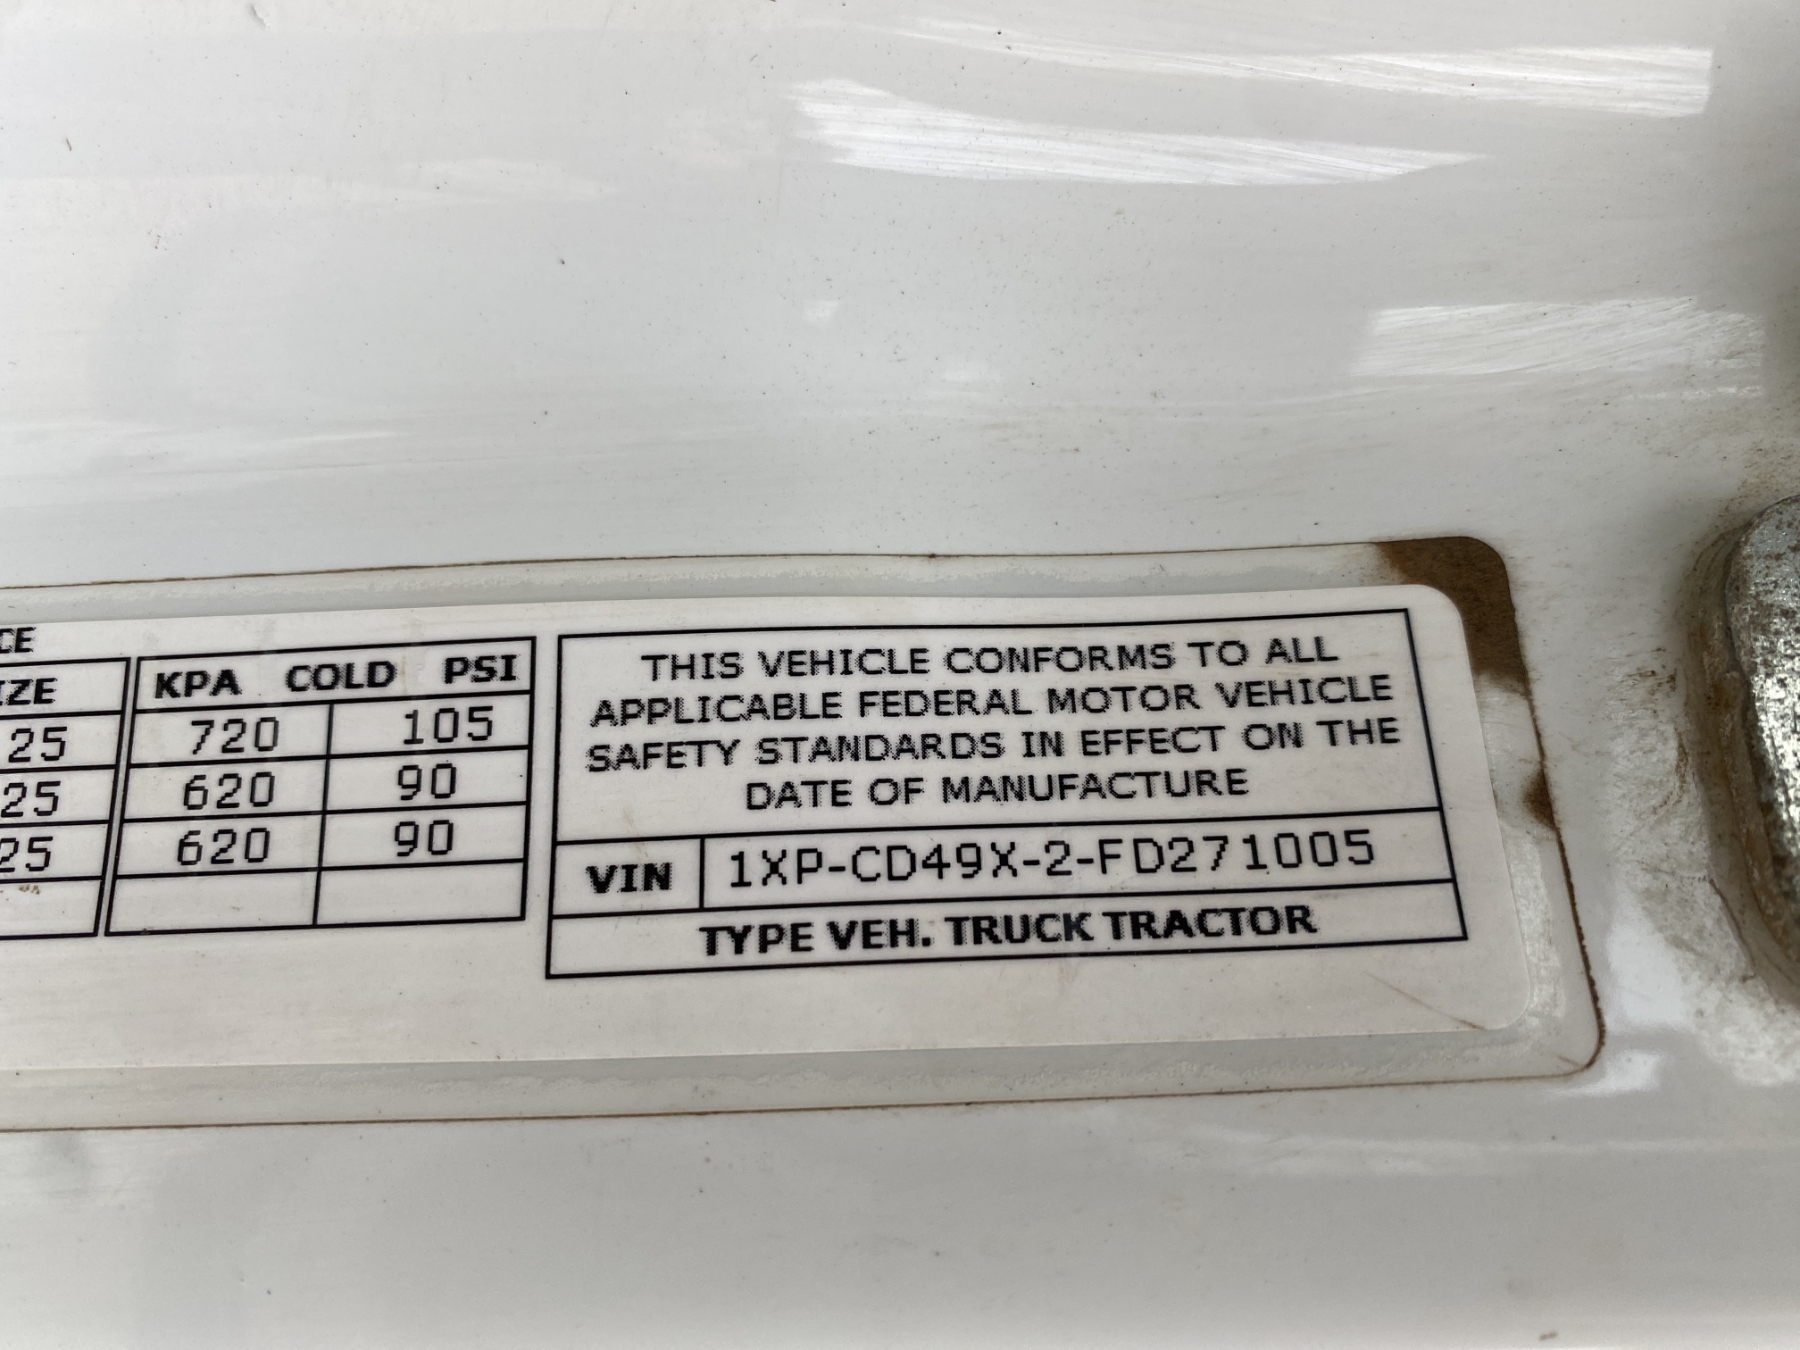 CE
IZE
25
25
25
KPA COLD PSI
720 105
620 90
620 90
THIS VEHICLE CONFORMS TO ALL
APPLICABLE FEDERAL MOTOR VEHICLE
SAFETY STANDARDS IN EFFECT ON THE
DATE OF MANUFACTURE
VIN 1XP-CD49X-2-FD271005
TYPE VEH. TRUCK TRACTOR